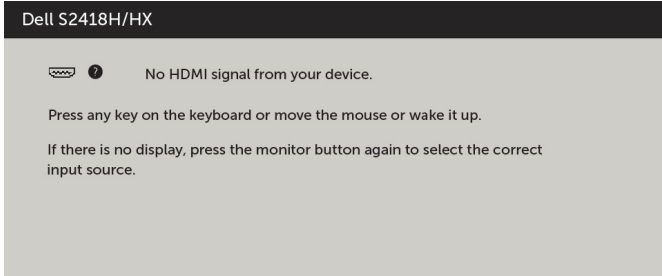 Dell S2418H/HX
? No HDMI signal from your device.
Press any key on the keyboard or move the mouse or wake it up.
If there is no display, press the monitor button again to select the correct
input source.